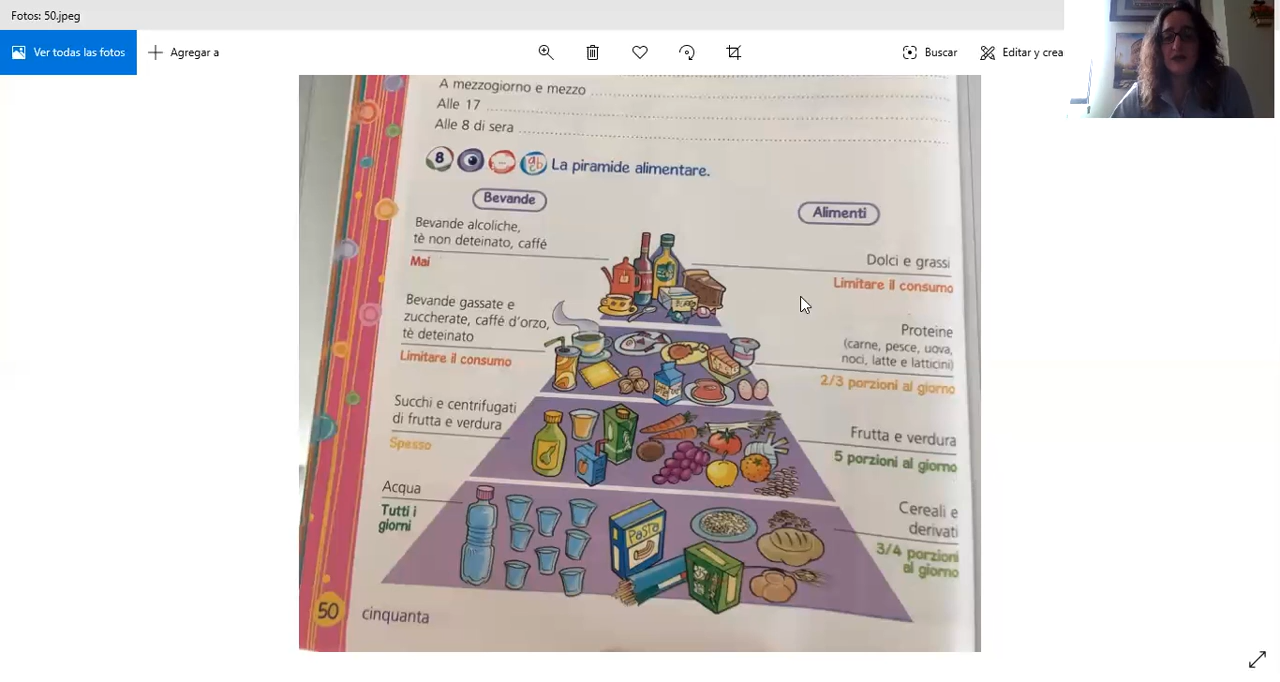 Fotos: 50.jpeg
Ver todas las fotos
Agregar a
Buscar
Editar y crea
A mezzogiorno e mezzo
Alle 17
Alle 8 di sera
8
La piramide alimentare.
Bevande
Alimenti
Bevande alcoliche,
tè non deteinato, caffé
Mai
Dolci e grassi
Limitare il consumo
Bevande gassate e
zuccherate, caffé d'orzo,
tè deteinato
Limitare il consumo
Proteine
(carne, pesce, uova,
noci, latte e latticini)
2/3 porzioni al giorno
Succhi e centrifugati
di frutta e verdura
Spesso
Frutta e verdura
5 porzioni al giorno
Acqua
Tutti i
giorni
Pasta
Cereali e
derivati
3/4 porzioni
al giorno
50
cinquanta